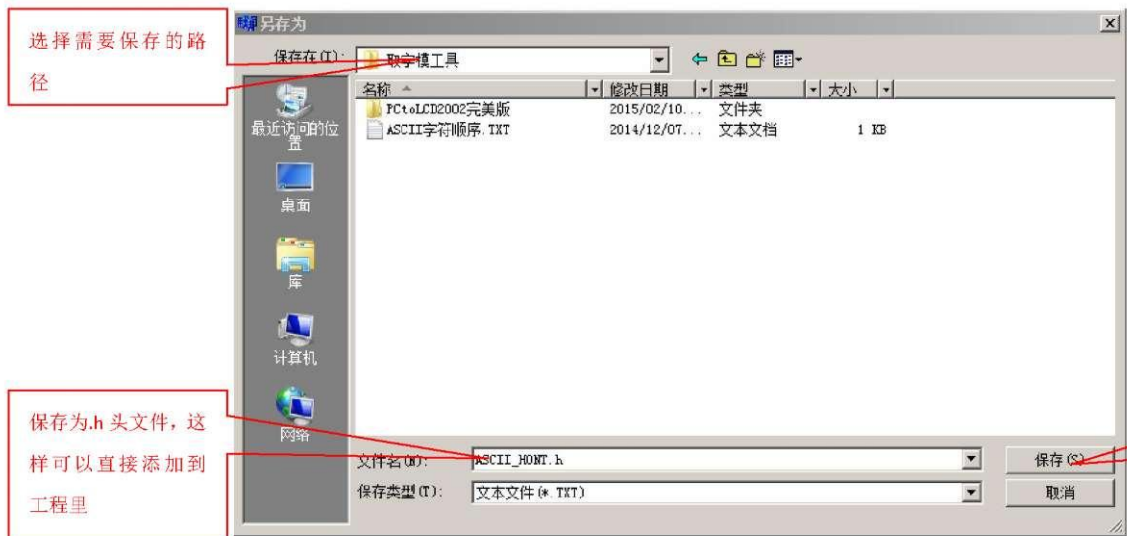 选择需要保存的路
径
另存为
保存在(I):
取字模工具
名称
修改日期
类型
大小
PCtoLCD2002完美版
2015/02/10...
文件夹
ASCII字符顺序.TXT
2014/12/07...
文本文档
1 KB
最近访问的位
置
桌面
库
计算机
网络
保存为.h 头文件，这
样可以直接添加到
工程里
文件名(N):
ASCII_HONT.h
保存(S)
保存类型(T):
文本文件(*.TXT)
取消